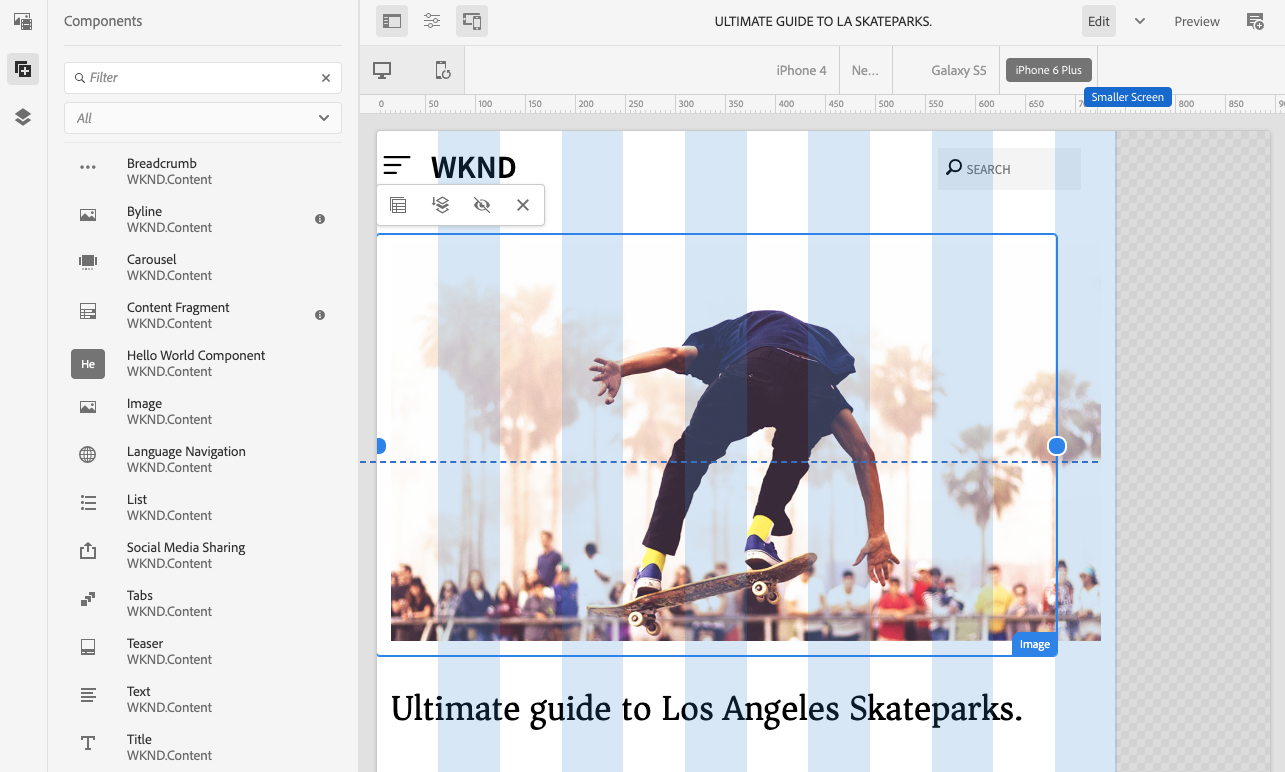 Components
ULTIMATE GUIDE TO LA SKATEPARKS.
Edit
Preview
Filter
All
iPhone 4
Ne...
Galaxy S5
iPhone 6 Plus
Smaller Screen
0 50 100 150 200 250 300 350 400 450 500 550 600 650 800 850
Breadcrumb
WKND.Content
Byline
WKND.Content
Carousel
WKND.Content
Content Fragment
WKND.Content
He
Hello World Component
WKND.Content
Image
WKND.Content
Language Navigation
WKND.Content
List
WKND.Content
Social Media Sharing
WKND.Content
Tabs
WKND.Content
Teaser
WKND.Content
Text
WKND.Content
Title
WKND.Content
WKND
SEARCH
Image
Ultimate guide to Los Angeles Skateparks.